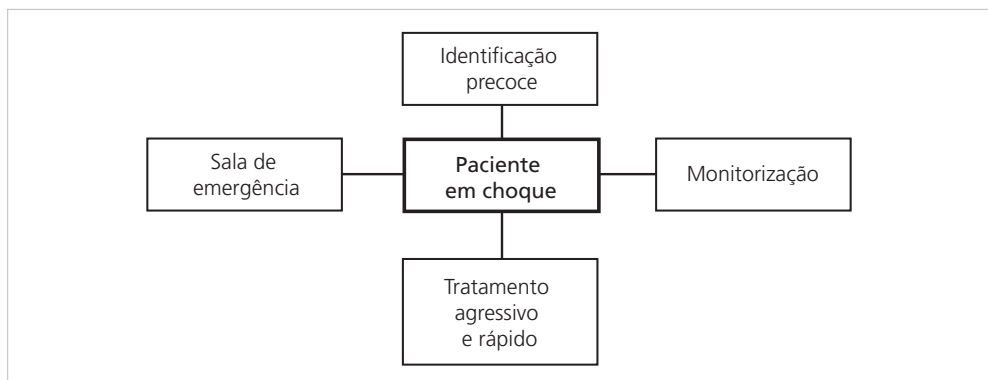 Identificação
precoce
Sala de
emergência
Paciente
em choque
Monitorização
Tratamento
agressivo
e rápido